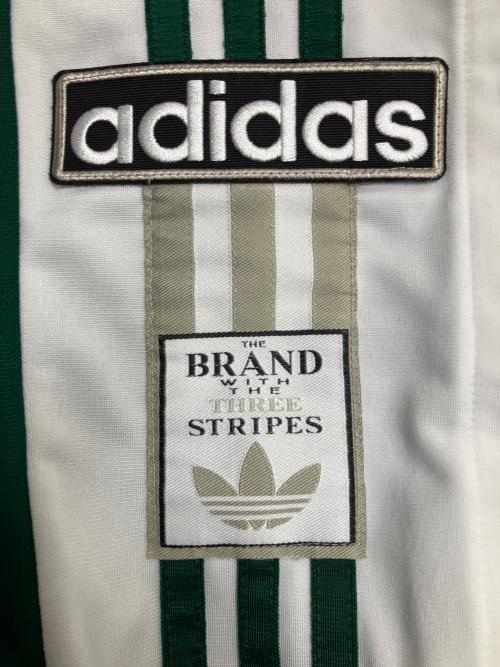 adidas
THE
BRAND
WITH
THE
THREE
STRIPES